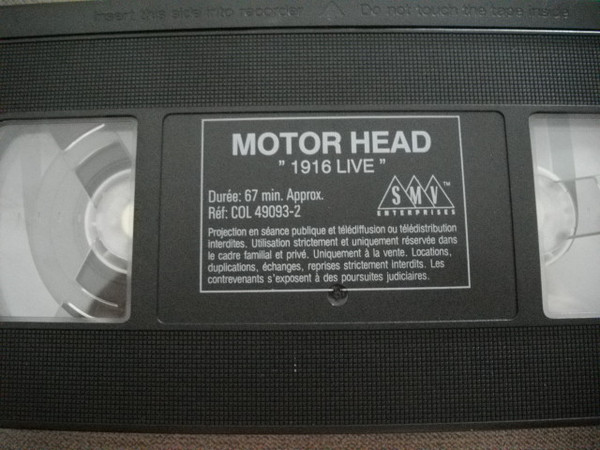 Insert this side into recorder △ Do not touch the tape inside
MOTOR HEAD
" 1916 LIVE "
Durée: 67 min. Approx.
Réf: COL 49093-2
SMV™
ENTERPRISES
Projection en séance publique et télédiffusion ou télédistribution
interdites. Utilisation strictement et uniquement réservée dans
le cadre familial et privé. Uniquement à la vente. Locations,
duplications, échanges, reprises strictement interdits. Les
contrevenants s'exposent à des poursuites judiciaires.